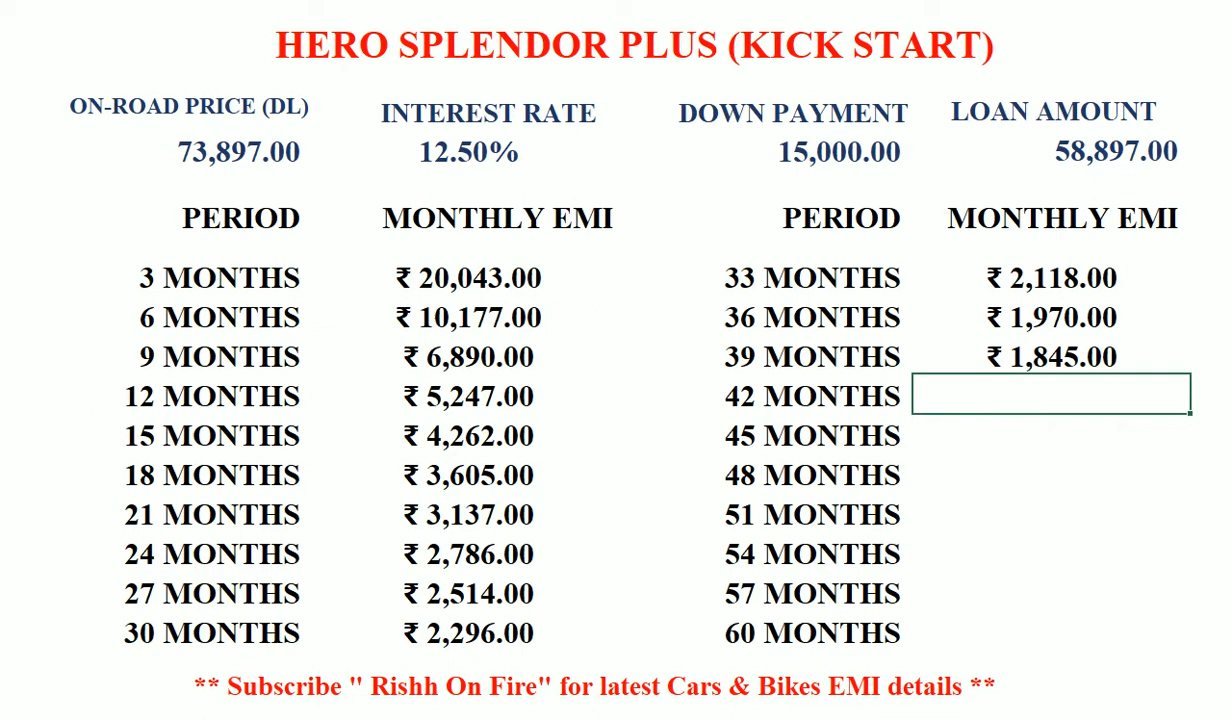 HERO SPLENDOR PLUS (KICK START)
ON-ROAD PRICE (DL) INTEREST RATE DOWN PAYMENT LOAN AMOUNT
73,897.00 12.50% 15,000.00 58,897.00
PERIOD MONTHLY EMI PERIOD MONTHLY EMI
3 MONTHS ₹ 20,043.00 33 MONTHS ₹ 2,118.00
6 MONTHS ₹ 10,177.00 36 MONTHS ₹ 1,970.00
9 MONTHS ₹ 6,890.00 39 MONTHS ₹ 1,845.00
12 MONTHS ₹ 5,247.00 42 MONTHS
15 MONTHS ₹ 4,262.00 45 MONTHS
18 MONTHS ₹ 3,605.00 48 MONTHS
21 MONTHS ₹ 3,137.00 51 MONTHS
24 MONTHS ₹ 2,786.00 54 MONTHS
27 MONTHS ₹ 2,514.00 57 MONTHS
30 MONTHS ₹ 2,296.00 60 MONTHS
** Subscribe " Rishh On Fire" for latest Cars & Bikes EMI details **